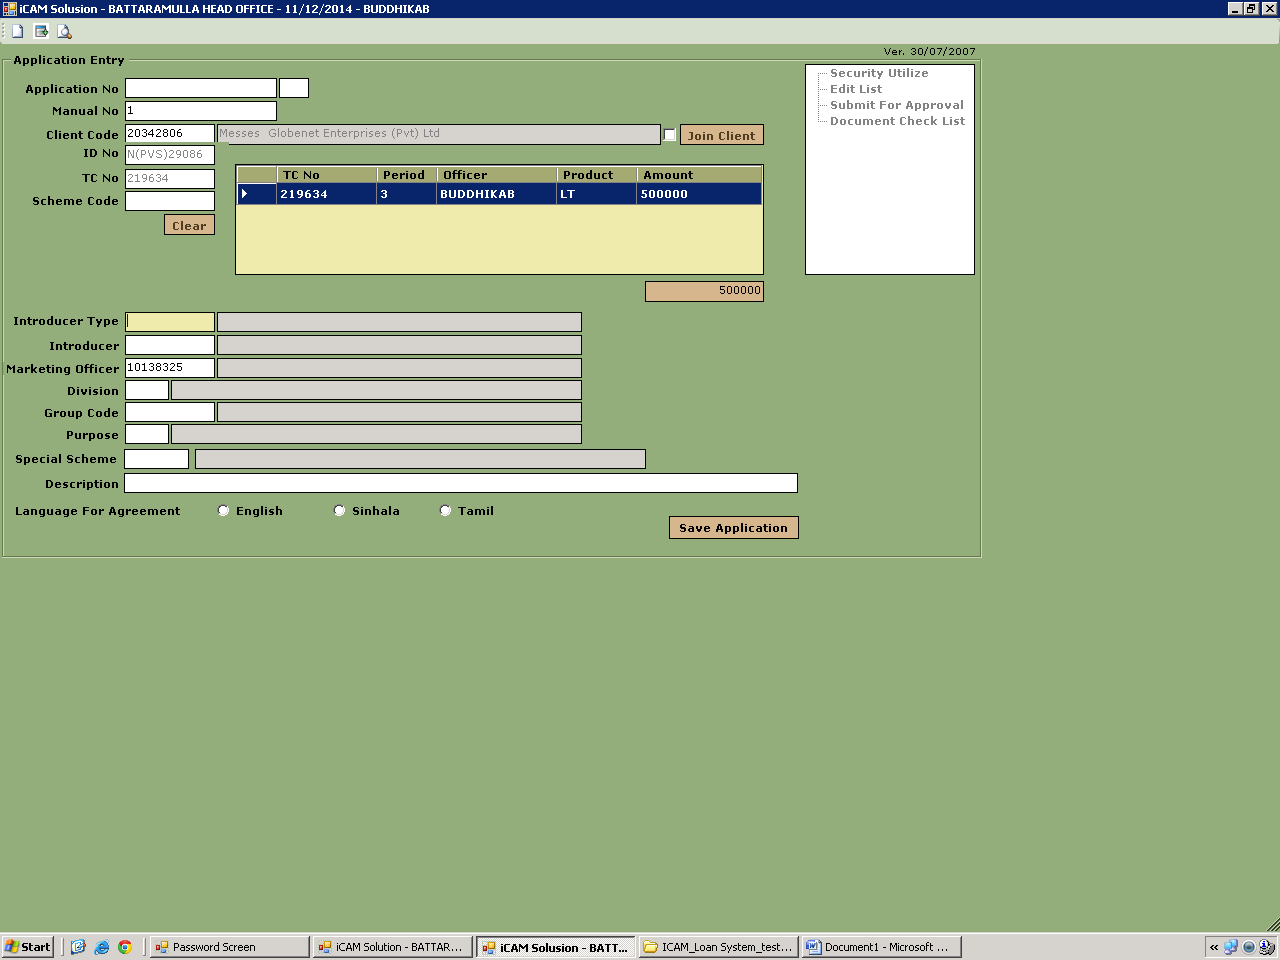 iCAM Solusion - BATTARAMULLA HEAD OFFICE - 11/12/2014 - BUDDHIKAB
Ver. 30/07/2007
Application Entry
Application No
Manual No 1
Client Code 20342806 Messes Globenet Enterprises (Pvt) Ltd Join Client
ID No N(PVS)29086
TC No 219634
Scheme Code
Clear
TC No Period Officer Product Amount
219634 3 BUDDHIKAB LT 500000
500000
Security Utilize
Edit List
Submit For Approval
Document Check List
Introducer Type
Introducer
Marketing Officer 10138325
Division
Group Code
Purpose
Special Scheme
Description
Language For Agreement English Sinhala Tamil
Save Application
Start Password Screen iCAM Solution - BATTAR... iCAM Solusion - BATT... ICAM_Loan System_test... Document1 - Microsoft ... «